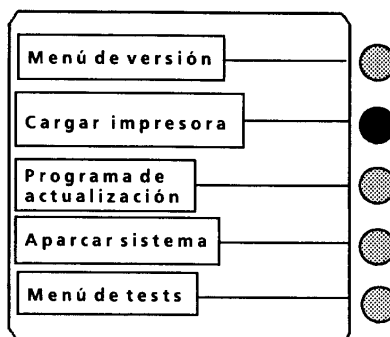 Menú de versión
Cargar impresora
Programa de
actualización
Aparcar sistema
Menú de tests